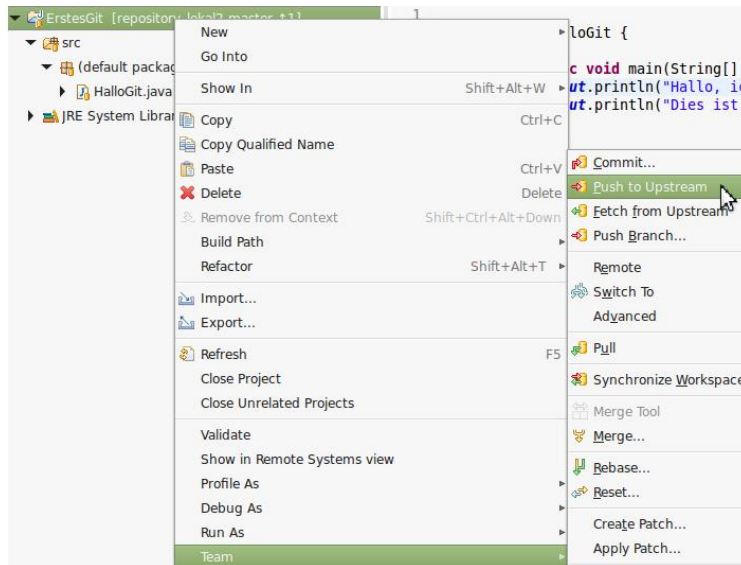 ErstesGit [repository_lokal2 master ↑1]
src
(default packag
HalloGit.java
JRE System Librar
New
Go Into
Show In Shift+Alt+W
Copy Ctrl+C
Copy Qualified Name
Paste Ctrl+V
Delete Delete
Remove from Context Shift+Ctrl+Alt+Down
Build Path
Refactor Shift+Alt+T
Import...
Export...
Refresh F5
Close Project
Close Unrelated Projects
Validate
Show in Remote Systems view
Profile As
Debug As
Run As
Team
1
loGit {
c void main(String[]
ut.println("Hallo, ic
ut.println("Dies ist
Commit...
Push to Upstream
Fetch from Upstream
Push Branch...
Remote
Switch To
Advanced
Pull
Synchronize Workspace
Merge Tool
Merge...
Rebase...
Reset...
Create Patch...
Apply Patch...